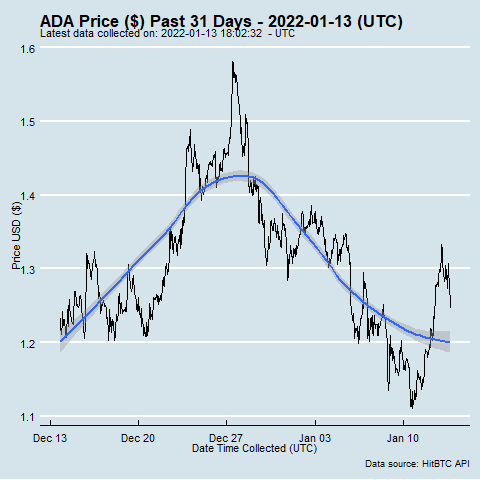 ADA Price ($) Past 31 Days - 2022-01-13 (UTC)
Latest data collected on: 2022-01-13 18:02:32 - UTC
1.6
1.5
1.4
1.3
1.2
1.1
Price USD ($)
Dec 13 Dec 20 Dec 27 Jan 03 Jan 10
Date Time Collected (UTC)
Data source: HitBTC API